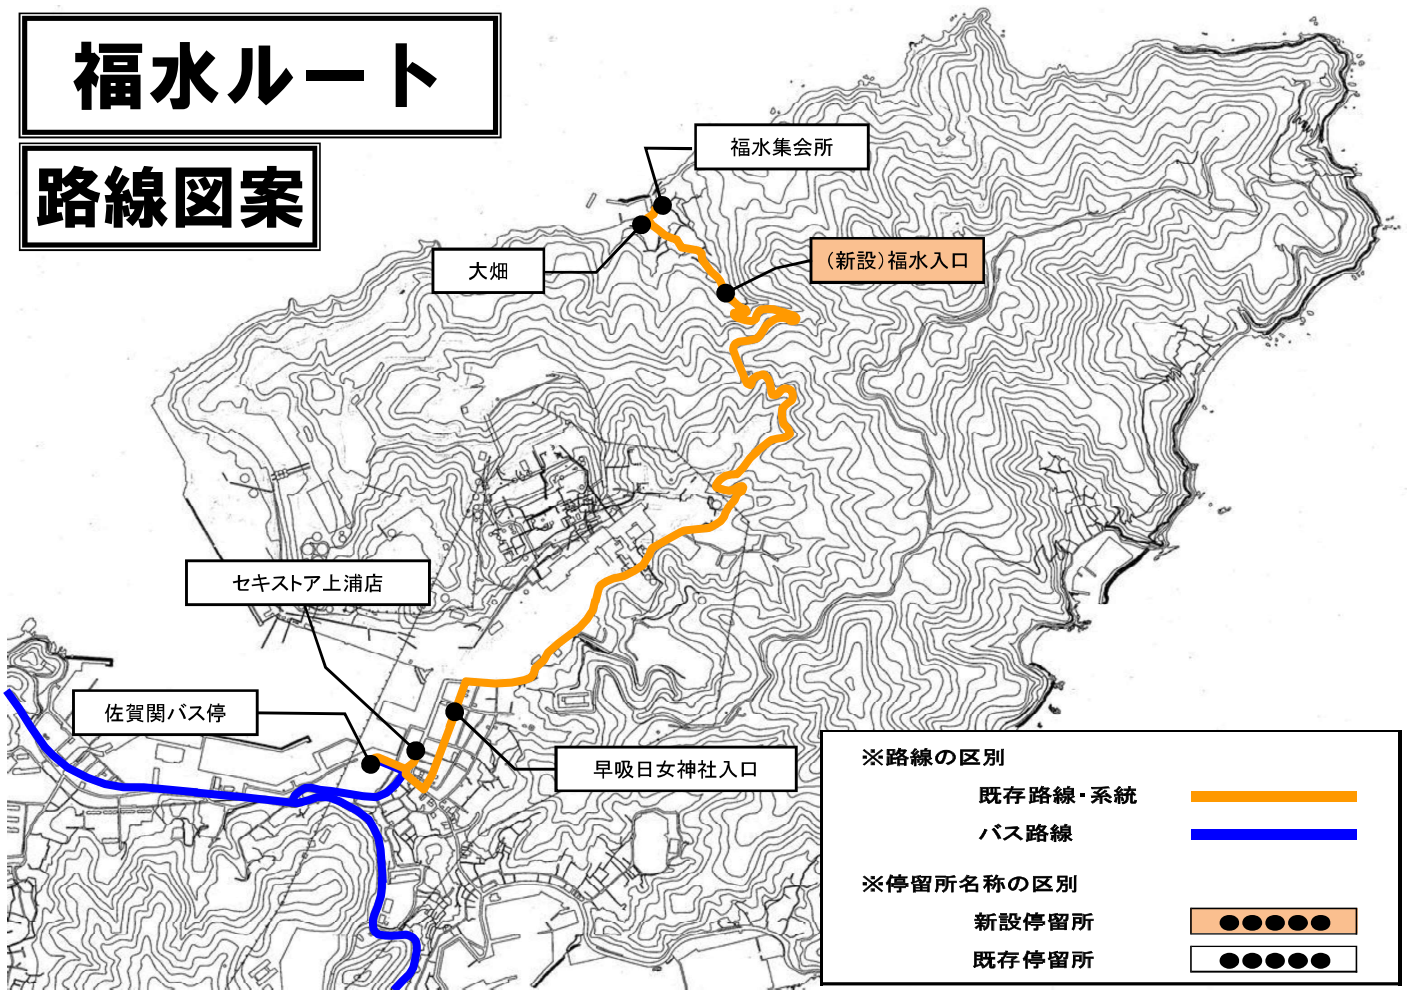 福水ルート
路線図案
福水集会所
大畑
(新設)福水入口
セキストア上浦店
佐賀関バス停
早吸日女神社入口
※路線の区別
既存路線・系統
バス路線
※停留所名称の区別
新設停留所
●●●●●
既存停留所
●●●●●